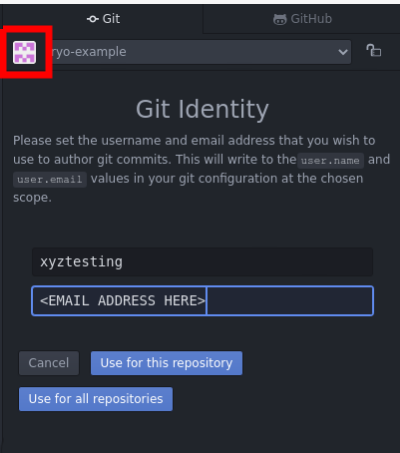 Git
GitHub
ryo-example
Git Identity
Please set the username and email address that you wish to
use to author git commits. This will write to the user.name and
user.email values in your git configuration at the chosen
scope.
xyztesting
<EMAIL ADDRESS HERE>
Cancel
Use for this repository
Use for all repositories